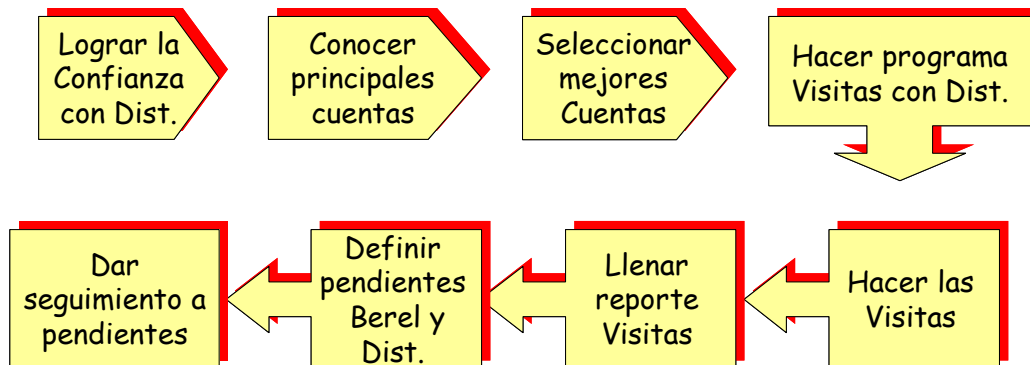 Lograr la
Confianza
con Dist.
Conocer
principales
cuentas
Seleccionar
mejores
Cuentas
Hacer programa
Visitas con Dist.
Hacer las
Visitas
Llenar
reporte
Visitas
Definir
pendientes
Berel y
Dist.
Dar
seguimiento a
pendientes